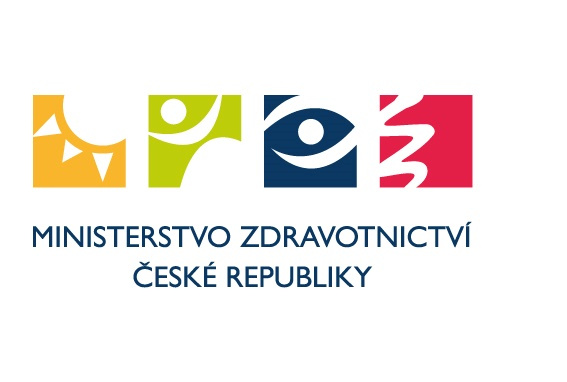 MINISTERSTVO ZDRAVOTNICTVÍ
ČESKÉ REPUBLIKY